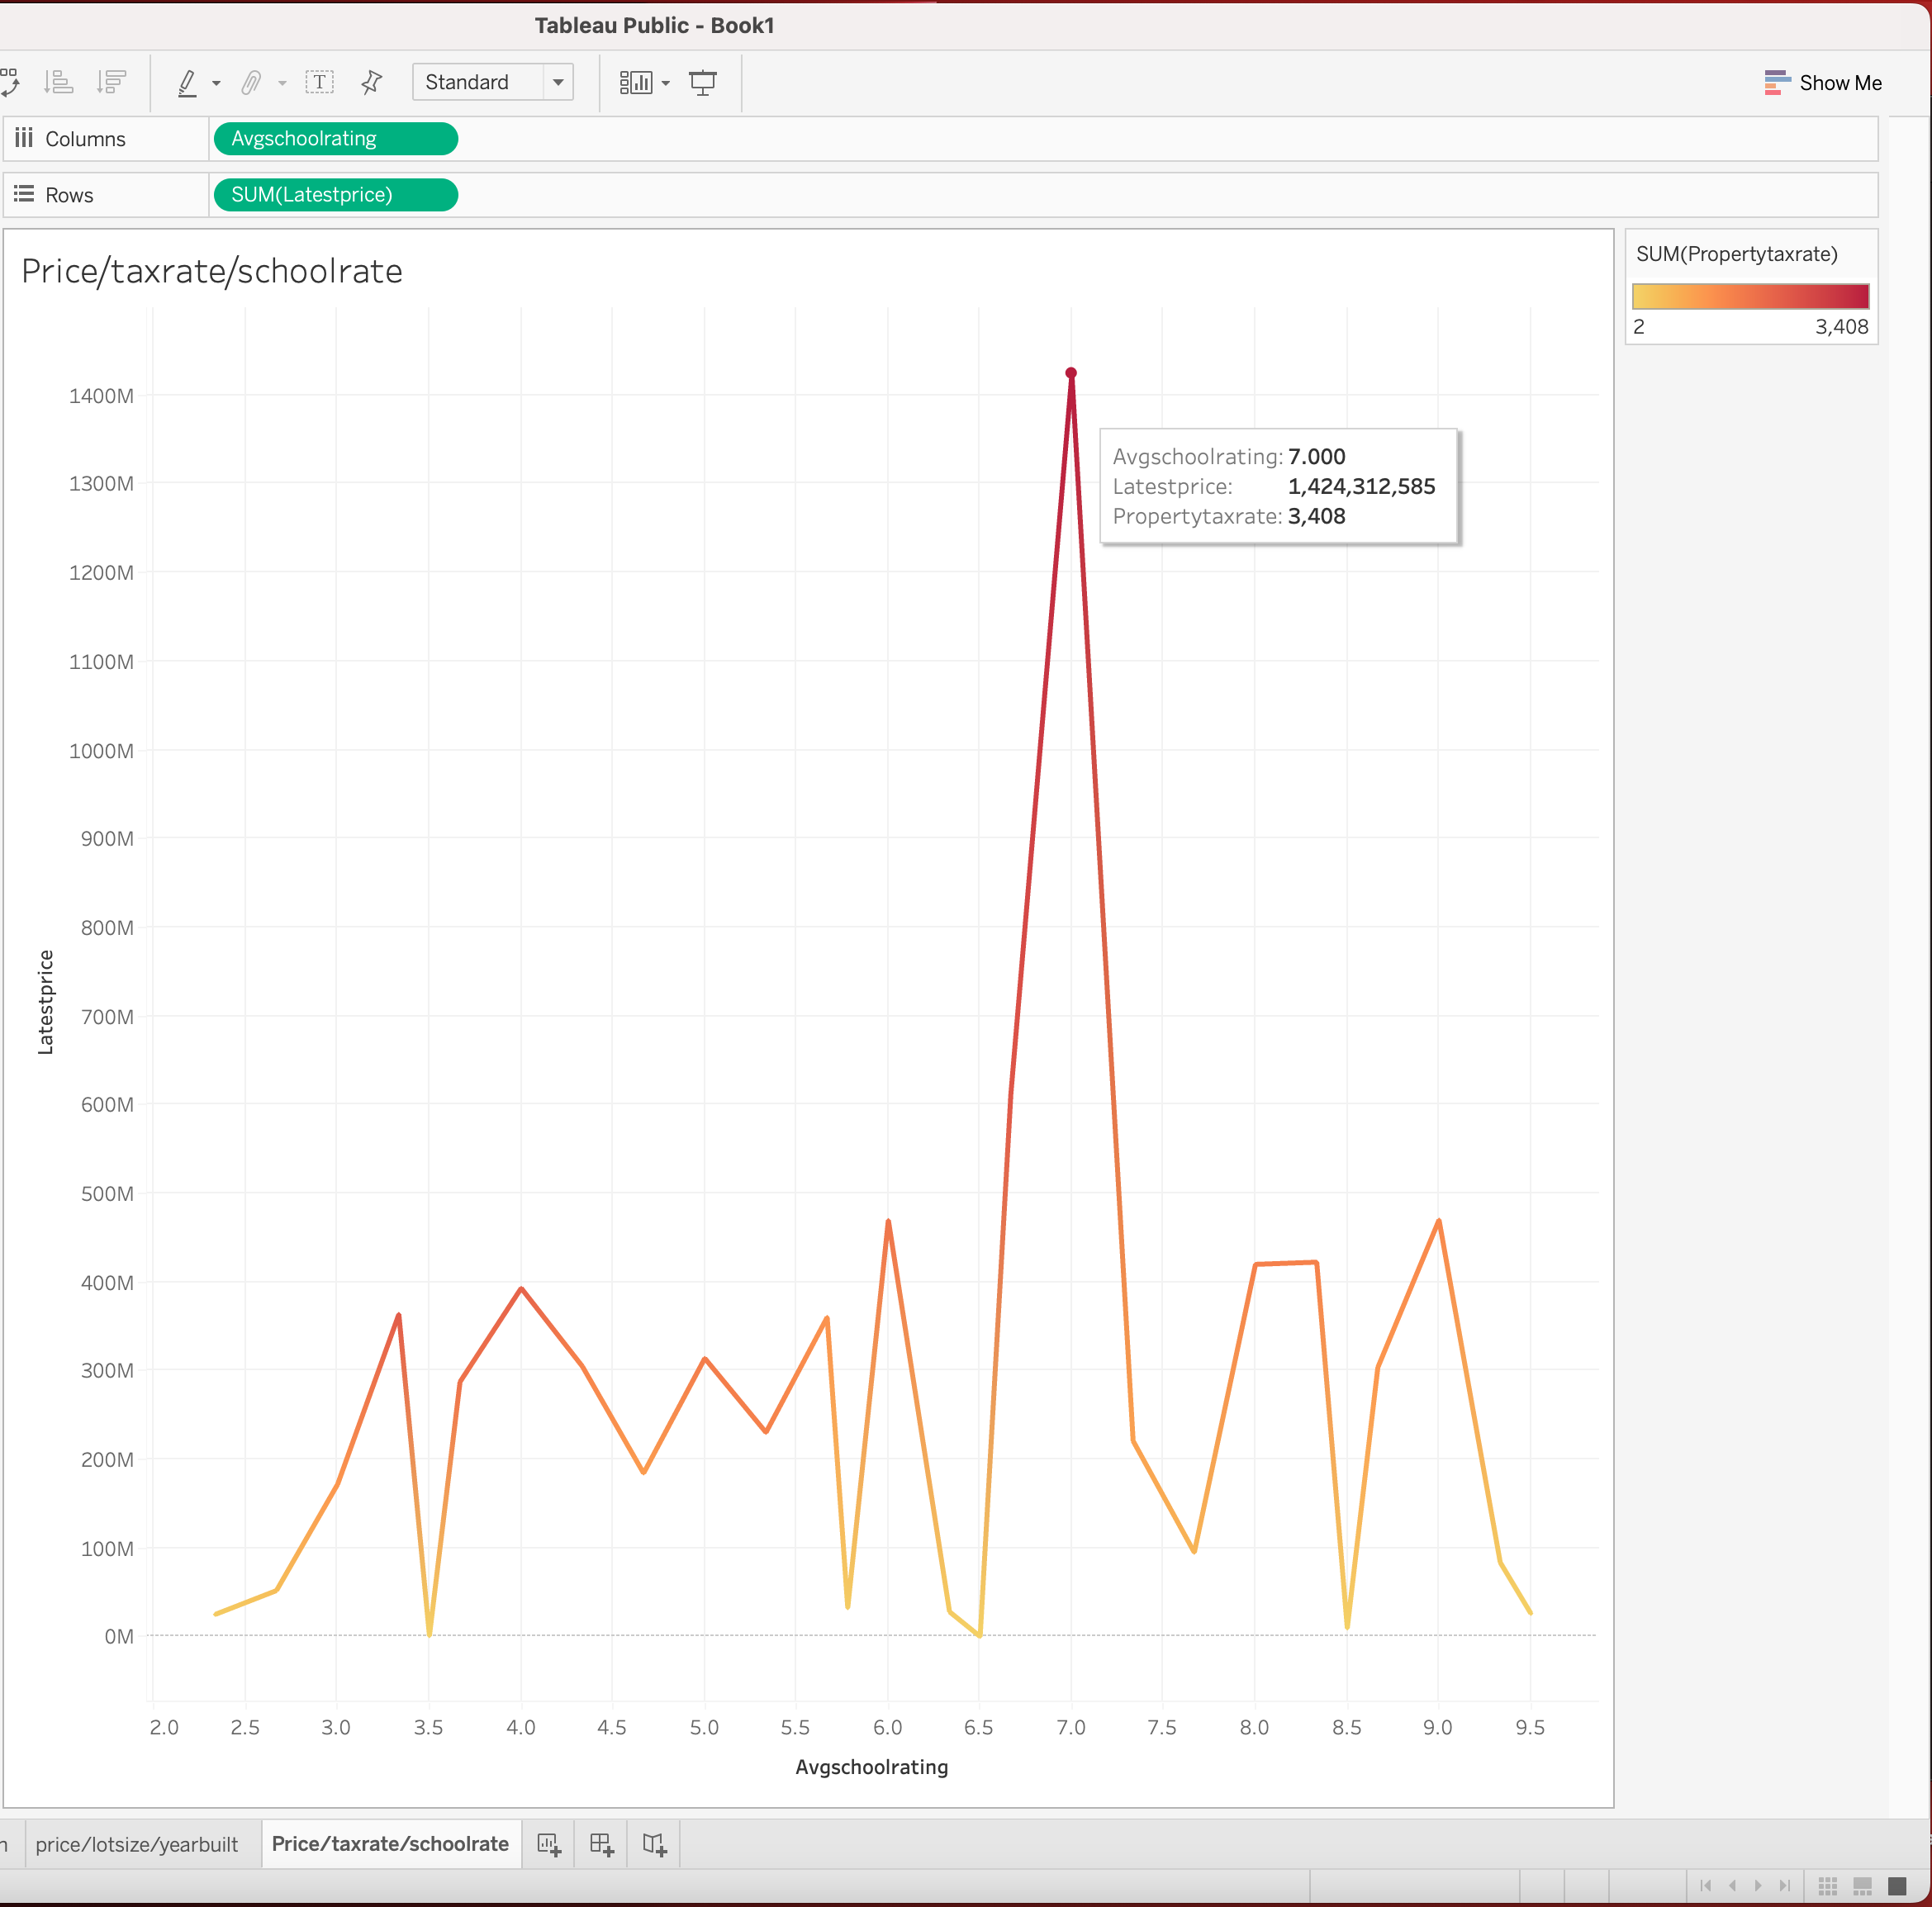 Tableau Public - Book1
Standard
Show Me
Columns
Avgschoolrating
Rows
SUM(Latestprice)
Price/taxrate/schoolrate
SUM(Propertytaxrate)
2 3,408
1400M
1300M
1200M
1100M
1000M
900M
800M
700M
600M
500M
400M
300M
200M
100M
0M
Latestprice
Avgschoolrating: 7.000
Latestprice: 1,424,312,585
Propertytaxrate: 3,408
2.0 2.5 3.0 3.5 4.0 4.5 5.0 5.5 6.0 6.5 7.0 7.5 8.0 8.5 9.0 9.5
Avgschoolrating
price/lotsize/yearbuilt Price/taxrate/schoolrate